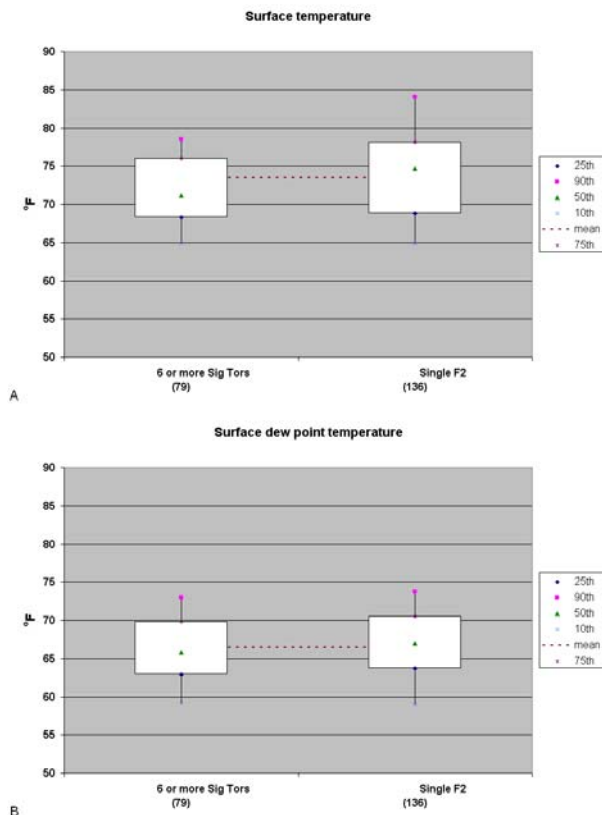 Surface temperature
90
85
80
75
70
65
60
55
50
°F
6 or more Sig Tors
(79)
Single F2
(136)
25th
90th
50th
10th
mean
75th
A
Surface dew point temperature
90
85
80
75
70
65
60
55
50
°F
6 or more Sig Tors
(79)
Single F2
(136)
25th
90th
50th
10th
mean
75th
B